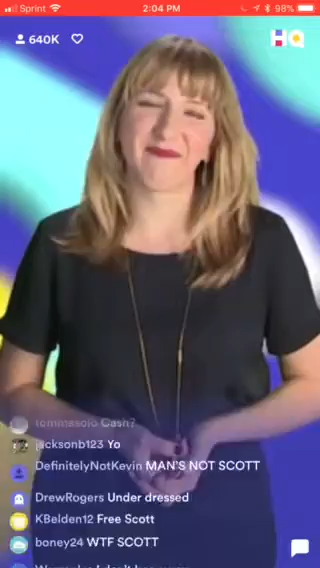 Sprint 2:04 PM 98%
640K HQ
tommasolo Cash?
jacksonb123 Yo
DefinitelyNotKevin MAN'S NOT SCOTT
DrewRogers Under dressed
KBelden12 Free Scott
boney24 WTF SCOTT